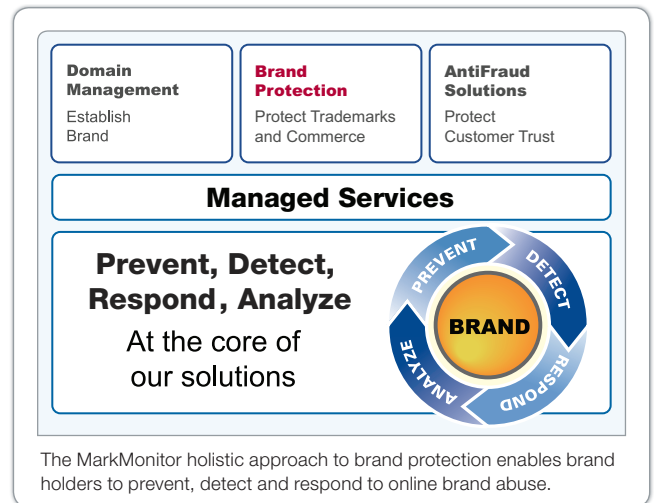 Domain
Management
Establish
Brand
Brand
Protection
Protect Trademarks
and Commerce
AntiFraud
Solutions
Protect
Customer Trust
Managed Services
Prevent, Detect,
Respond, Analyze
At the core of
our solutions
PREVENT
DETECT
RESPOND
ANALYZE
BRAND
The MarkMonitor holistic approach to brand protection enables brand
holders to prevent, detect and respond to online brand abuse.